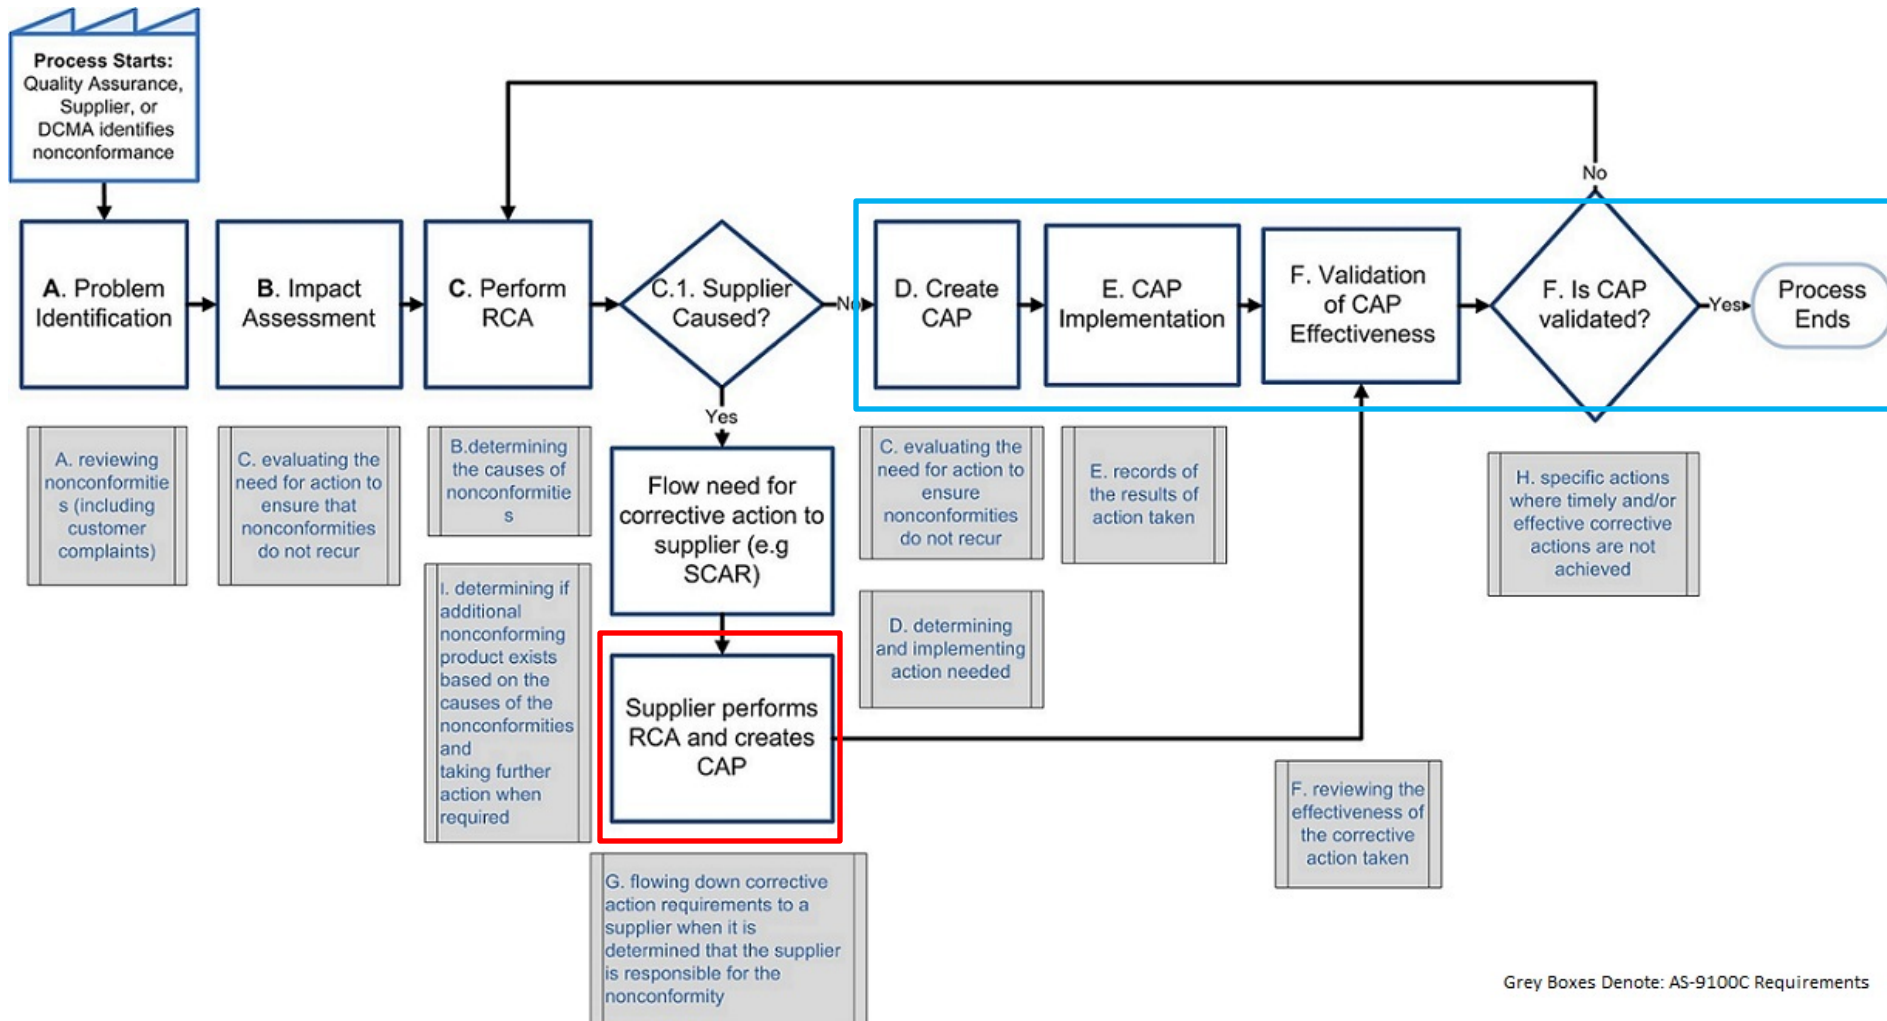 Process Starts:
Quality Assurance,
Supplier, or
DCMA identifies
nonconformance
No
A. Problem
Identification
B. Impact
Assessment
C. Perform
RCA
C.1. Supplier
Caused?
No
D. Create
CAP
E. CAP
Implementation
F. Validation
of CAP
Effectiveness
F. Is CAP
validated?
Yes
Process
Ends
Yes
A. reviewing
nonconformitie
s (including
customer
complaints)
C. evaluating the
need for action to
ensure that
nonconformities
do not recur
B.determining
the causes of
nonconformitie
s
I. determining if
additional
nonconforming
product exists
based on the
causes of the
nonconformities
and
taking further
action when
required
Flow need for
corrective action to
supplier (e.g
SCAR)
Supplier performs
RCA and creates
CAP
G. flowing down corrective
action requirements to a
supplier when it is
determined that the supplier
is responsible for the
nonconformity
C. evaluating the
need for action to
ensure
nonconformities
do not recur
D. determining
and implementing
action needed
E. records of
the results of
action taken
F. reviewing the
effectiveness of
the corrective
action taken
H. specific actions
where timely and/or
effective corrective
actions are not
achieved
Grey Boxes Denote: AS-9100C Requirements